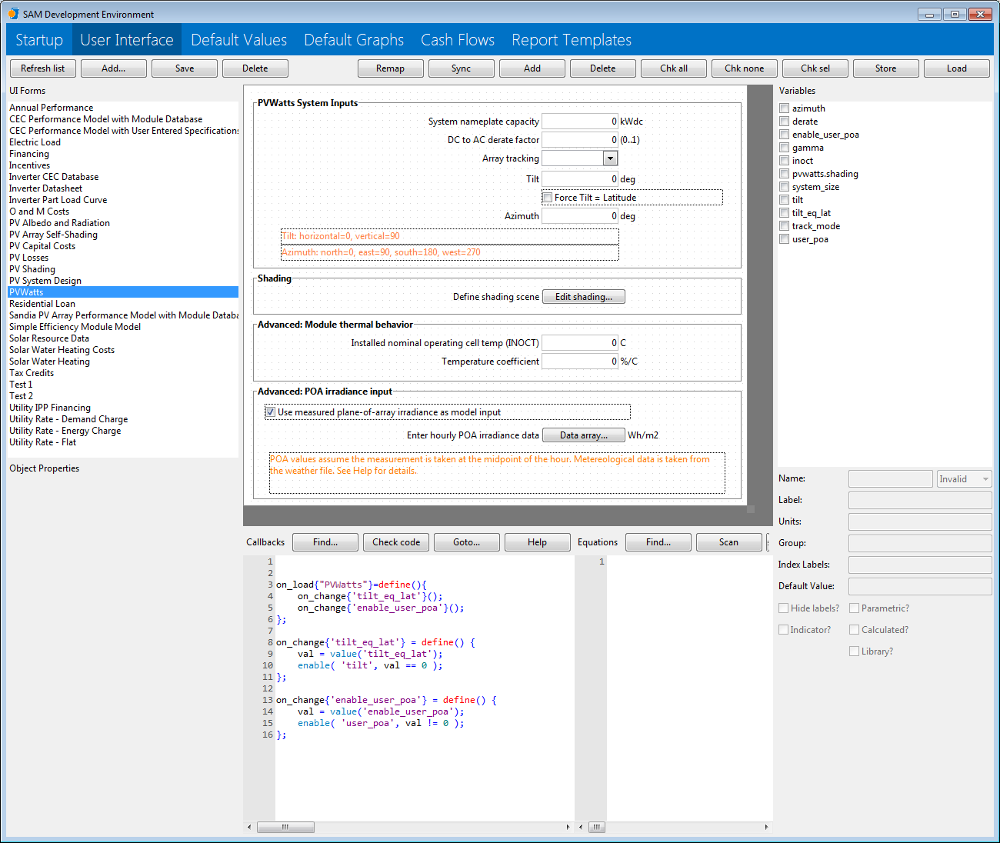 SAM Development Environment
Startup User Interface Default Values Default Graphs Cash Flows Report Templates
Refresh list Add... Save Delete Remap Sync Add Delete Chk all Chk none Chk sel Store Load
UI Forms
Annual Performance
CEC Performance Model with Module Database
CEC Performance Model with User Entered Specifications
Electric Load
Financing
Incentives
Inverter CEC Database
Inverter Datasheet
Inverter Part Load Curve
O and M Costs
PV Albedo and Radiation
PV Array Self-Shading
PV Capital Costs
PV Losses
PV Shading
PV System Design
PVWatts
Residential Loan
Sandia PV Array Performance Model with Module Databa
Simple Efficiency Module Model
Solar Resource Data
Solar Water Heating Costs
Solar Water Heating
Tax Credits
Test 1
Test 2
Utility IPP Financing
Utility Rate - Demand Charge
Utility Rate - Energy Charge
Utility Rate - Flat
Object Properties
PVWatts System Inputs
System nameplate capacity 0 kWdc
DC to AC derate factor 0 (0..1)
Array tracking
Tilt 0 deg
Force Tilt = Latitude
Azimuth 0 deg
Tilt: horizontal=0, vertical=90
Azimuth: north=0, east=90, south=180, west=270
Shading
Define shading scene Edit shading...
Advanced: Module thermal behavior
Installed nominal operating cell temp (INOCT) 0 C
Temperature coefficient 0 %/C
Advanced: POA irradiance input
Use measured plane-of-array irradiance as model input
Enter hourly POA irradiance data Data array... Wh/m2
POA values assume the measurement is taken at the midpoint of the hour. Metereological data is taken from
the weather file. See Help for details.
Callbacks Find... Check code Goto... Help Equations Find... Scan
1
2
3 on_load{"PVWatts"}=define(){
4 on_change{'tilt_eq_lat'}();
5 on_change{'enable_user_poa'}();
6 };
7
8 on_change{'tilt_eq_lat'} = define() {
9 val = value('tilt_eq_lat');
10 enable( 'tilt', val == 0 );
11 };
12
13 on_change{'enable_user_poa'} = define() {
14 val = value('enable_user_poa');
15 enable( 'user_poa', val != 0 );
16 };
1
Variables
azimuth
derate
enable_user_poa
gamma
inoct
pvwatts.shading
system_size
tilt
tilt_eq_lat
track_mode
user_poa
Name: Invalid
Label:
Units:
Group:
Index Labels:
Default Value:
Hide labels? Parametric?
Indicator? Calculated?
Library?